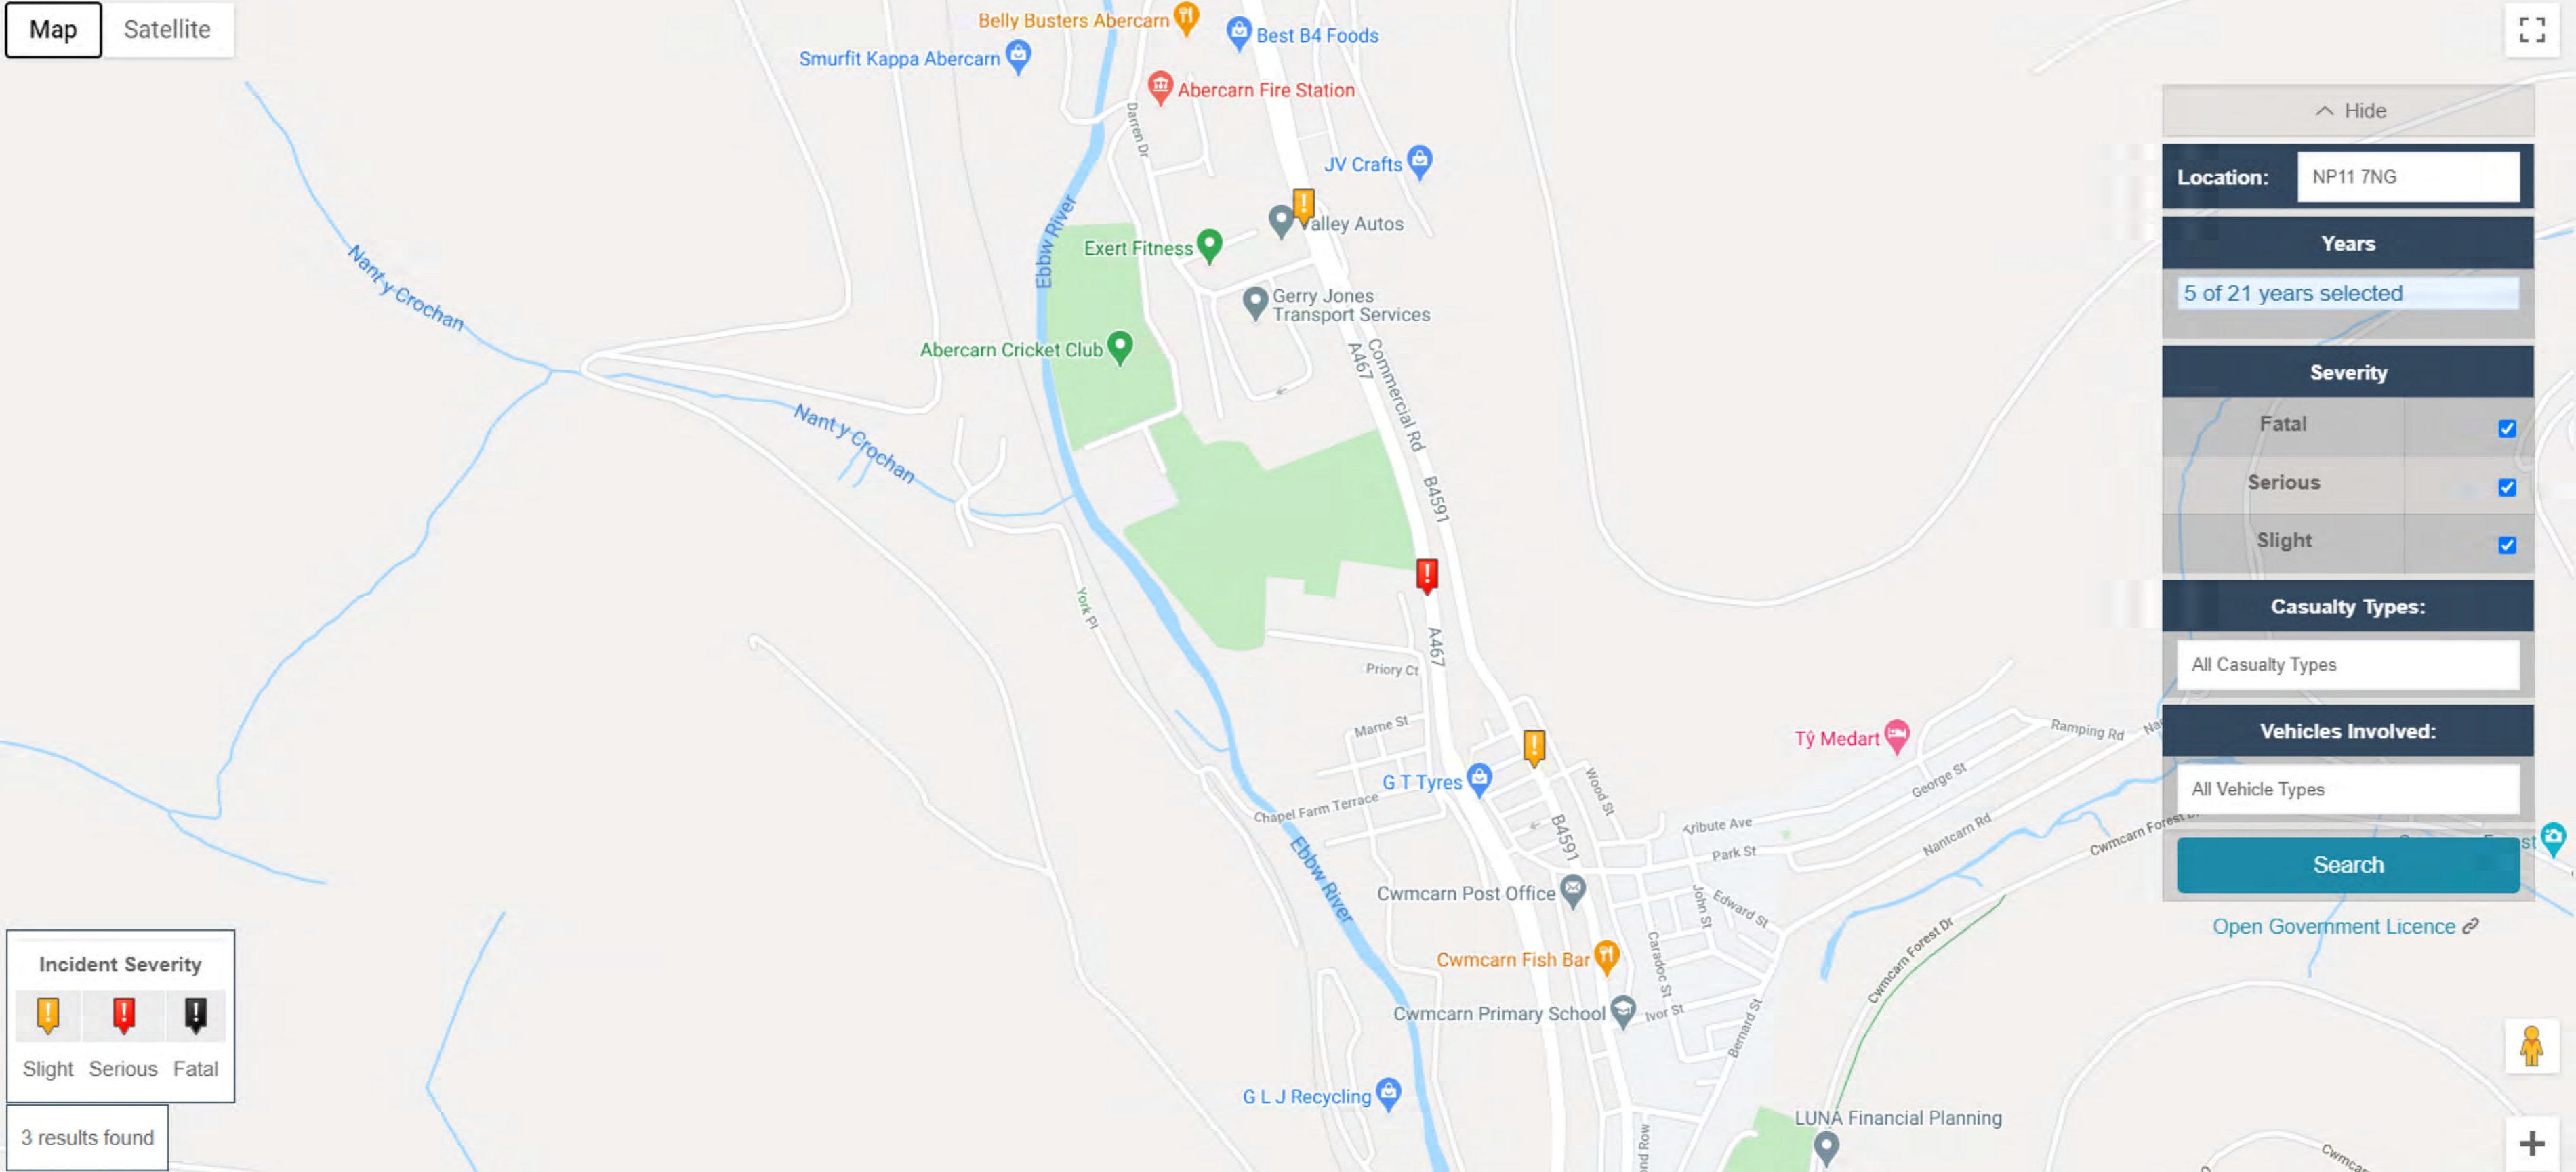 Map
Satellite
Belly Busters Abercarn
Best B4 Foods
Smurfit Kappa Abercarn
Abercarn Fire Station
Darren Dr
JV Crafts
Valley Autos
Ebbw River
Exert Fitness
Gerry Jones
Transport Services
Nant y Crochan
Abercarn Cricket Club
A467
Commercial Rd
Nant y Crochan
B4591
York Pl
A467
Priory Ct
Marne St
G T Tyres
Chapel Farm Terrace
Wood St
B4591
Tŷ Medart
Ramping Rd
George St
Tribute Ave
Park St
Nantcarn Rd
Cwmcarn Forest
Ebbw River
Cwmcarn Post Office
John St
Edward St
Caradoc St
Cwmcarn Forest Dr
Cwmcarn Fish Bar
Cwmcarn Primary School
Ivor St
Bernard St
G L J Recycling
LUNA Financial Planning
Hide
Location:
NP11 7NG
Years
5 of 21 years selected
Severity
Fatal
Serious
Slight
Casualty Types:
All Casualty Types
Vehicles Involved:
All Vehicle Types
Search
Open Government Licence
Incident Severity
Slight Serious Fatal
3 results found